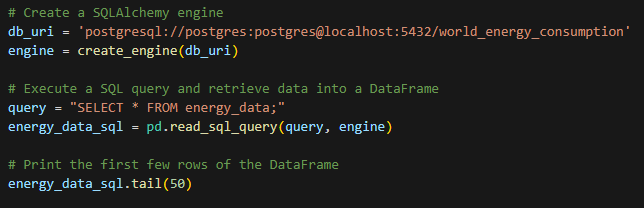 # Create a SQLAlchemy engine
db_uri = 'postgresql://postgres:postgres@localhost:5432/world_energy_consumption'
engine = create_engine(db_uri)
# Execute a SQL query and retrieve data into a DataFrame
query = "SELECT * FROM energy_data;"
energy_data_sql = pd.read_sql_query(query, engine)
# Print the first few rows of the DataFrame
energy_data_sql.tail(50)